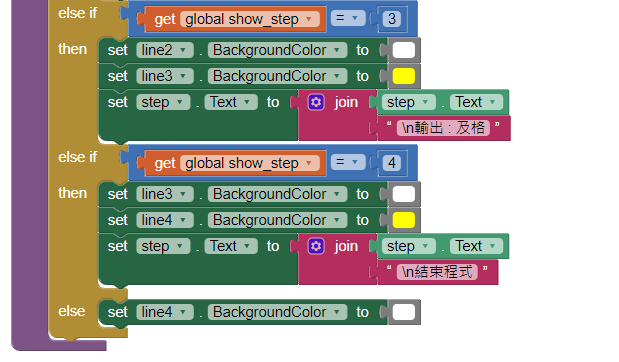 else if get global show_step = 3
then set line2 . BackgroundColor to
set line3 . BackgroundColor to
set step . Text to join step . Text
“ \n輸出：及格 ”
else if get global show_step = 4
then set line3 . BackgroundColor to
set line4 . BackgroundColor to
set step . Text to join step . Text
“ \n結束程式 ”
else set line4 . BackgroundColor to